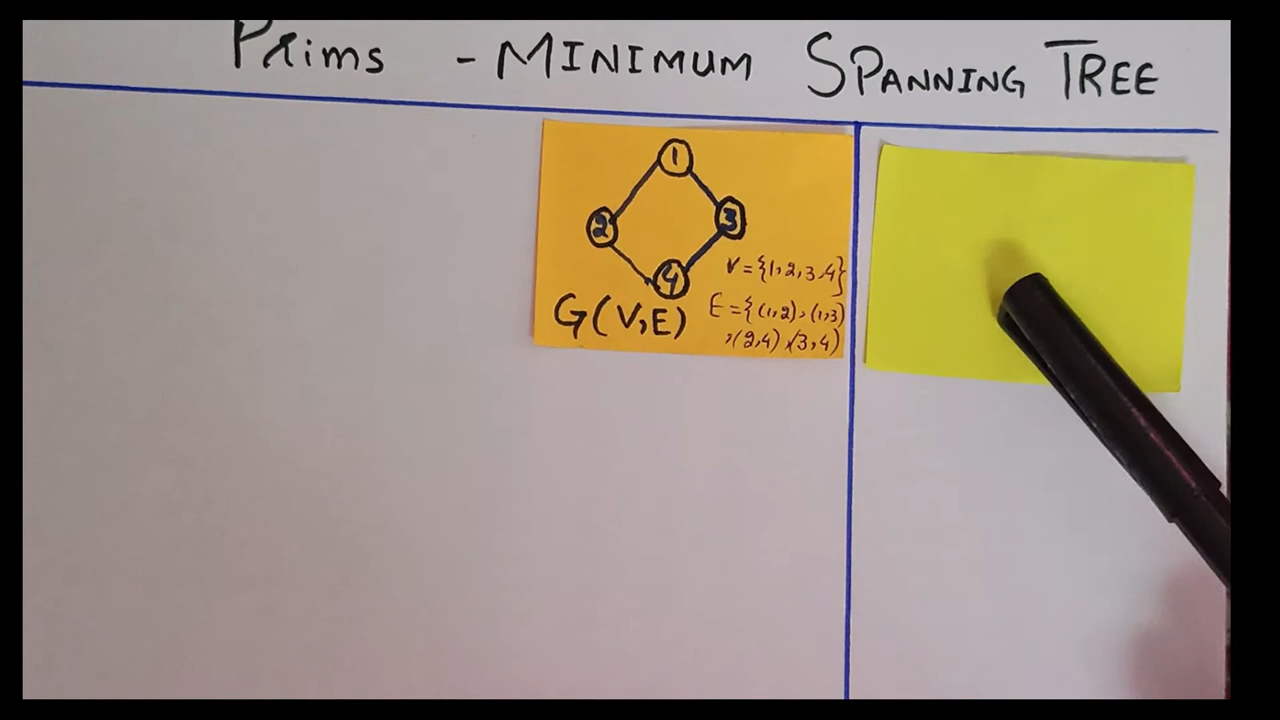 Prims - MINIMUM SPANNING TREE
1
2
3
4
V={1,2,3,4}
G(V,E)
E={(1,2),(1,3)
,(2,4),(3,4)